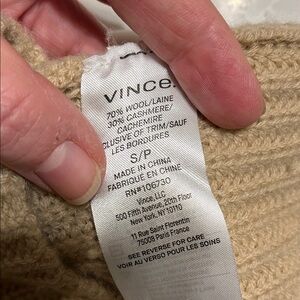 VINCE.
70% WOOL/LAINE
30% CASHMERE/
CACHEMIRE
CLUSIVE OF TRIM/SAUF
LES BORDURES
S/P
MADE IN CHINA
FABRIQUE EN CHINE
RN#106730
Vince, LLC
500 Fifth Avenue, 20th Floor
New York, NY 10110
11 Rue Saint Florentin
75008 Paris France
SEE REVERSE FOR CARE
VOIR AU VERSO POUR LES SOINS